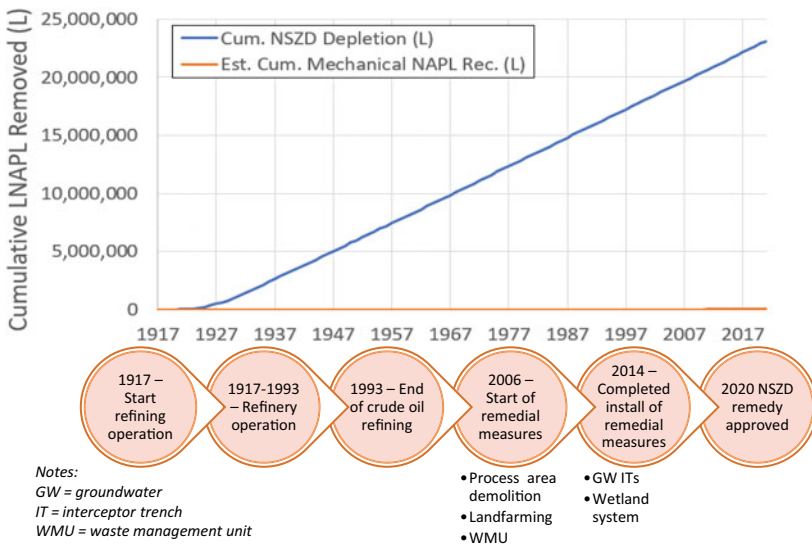 25,000,000
Cum. NSZD Depletion (L)
Est. Cum. Mechanical NAPL Rec. (L)
20,000,000
15,000,000
10,000,000
5,000,000
0
Cumulative LNAPL Removed (L)
1917 1927 1937 1947 1957 1967 1977 1987 1997 2007 2017
1917 –
Start
refining
operation
1917-1993
– Refinery
operation
1993 – End
of crude oil
refining
2006 –
Start of
remedial
measures
2014 –
Completed
install of
remedial
measures
2020 NSZD
remedy
approved
Notes:
GW = groundwater
IT = interceptor trench
WMU = waste management unit
•Process area
demolition
•Landfarming
•WMU
•GW ITs
•Wetland
system